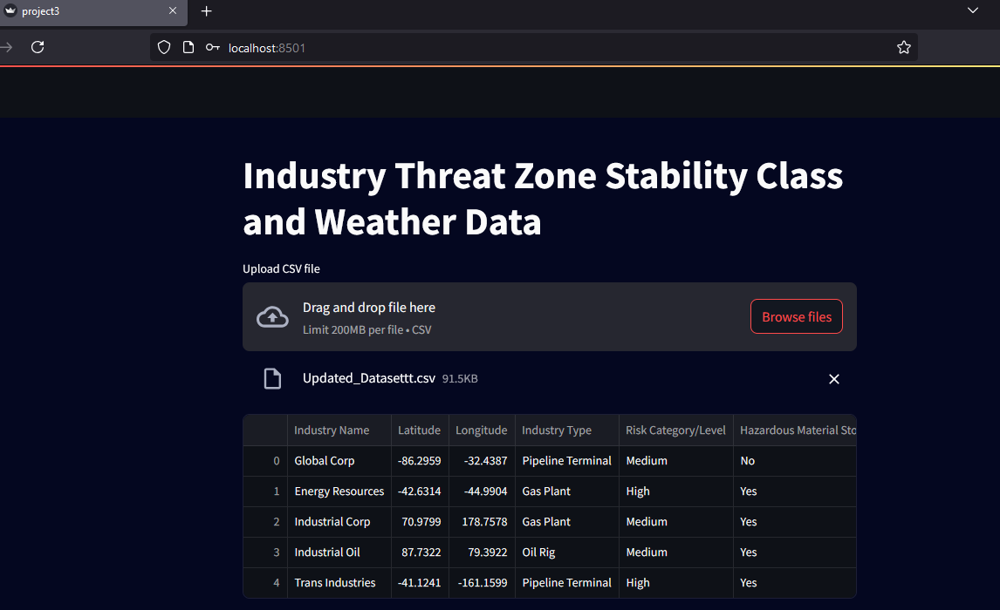 project3
localhost:8501
Industry Threat Zone Stability Class
and Weather Data
Upload CSV file
Drag and drop file here
Limit 200MB per file • CSV
Browse files
Updated_Datasettt.csv 91.5KB
Industry Name Latitude Longitude Industry Type Risk Category/Level Hazardous Material Sto
0 Global Corp -86.2959 -32.4387 Pipeline Terminal Medium No
1 Energy Resources -42.6314 -44.9904 Gas Plant High Yes
2 Industrial Corp 70.9799 178.7578 Gas Plant Medium Yes
3 Industrial Oil 87.7322 79.3922 Oil Rig Medium Yes
4 Trans Industries -41.1241 -161.1599 Pipeline Terminal High Yes